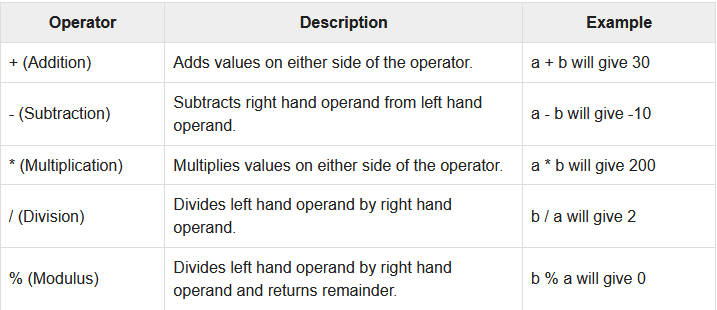 Operator Description Example
+ (Addition) Adds values on either side of the operator. a + b will give 30
- (Subtraction) Subtracts right hand operand from left hand operand. a - b will give -10
* (Multiplication) Multiplies values on either side of the operator. a * b will give 200
/ (Division) Divides left hand operand by right hand operand. b / a will give 2
% (Modulus) Divides left hand operand by right hand operand and returns remainder. b % a will give 0